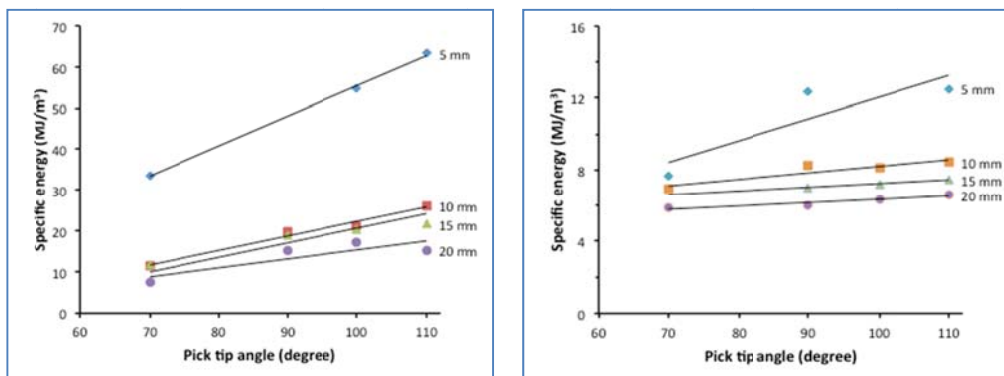 70
60
50
40
30
20
10
0
60
70
80
90
100
110
Specific energy (MJ/m³)
Pick tip angle (degree)
5 mm
10 mm
15 mm
20 mm
16
12
8
4
0
60
70
80
90
100
110
Specific energy (MJ/m³)
Pick tip angle (degree)
5 mm
10 mm
15 mm
20 mm